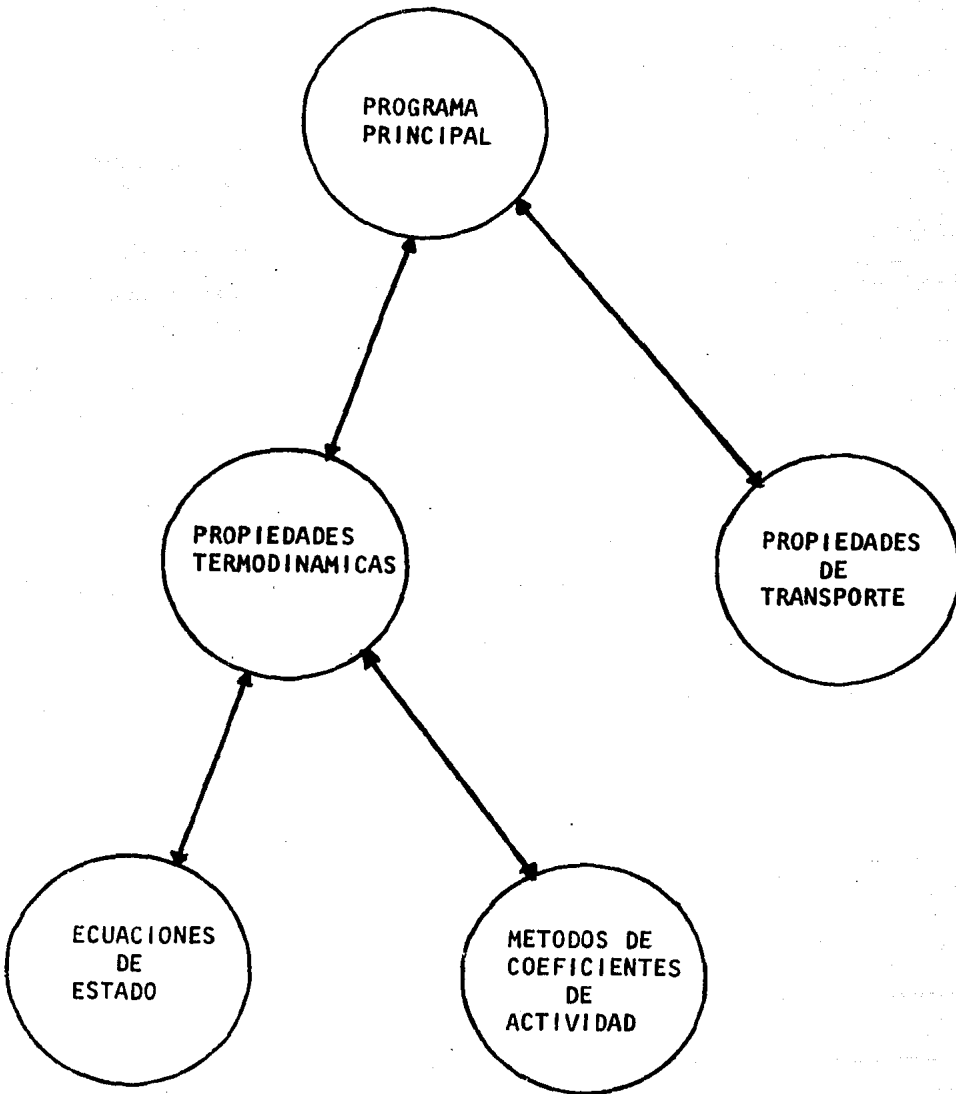 PROGRAMA
PRINCIPAL
PROPIEDADES
TERMODINAMICAS
PROPIEDADES
DE
TRANSPORTE
ECUACIONES
DE
ESTADO
METODOS DE
COEFICIENTES
DE
ACTIVIDAD